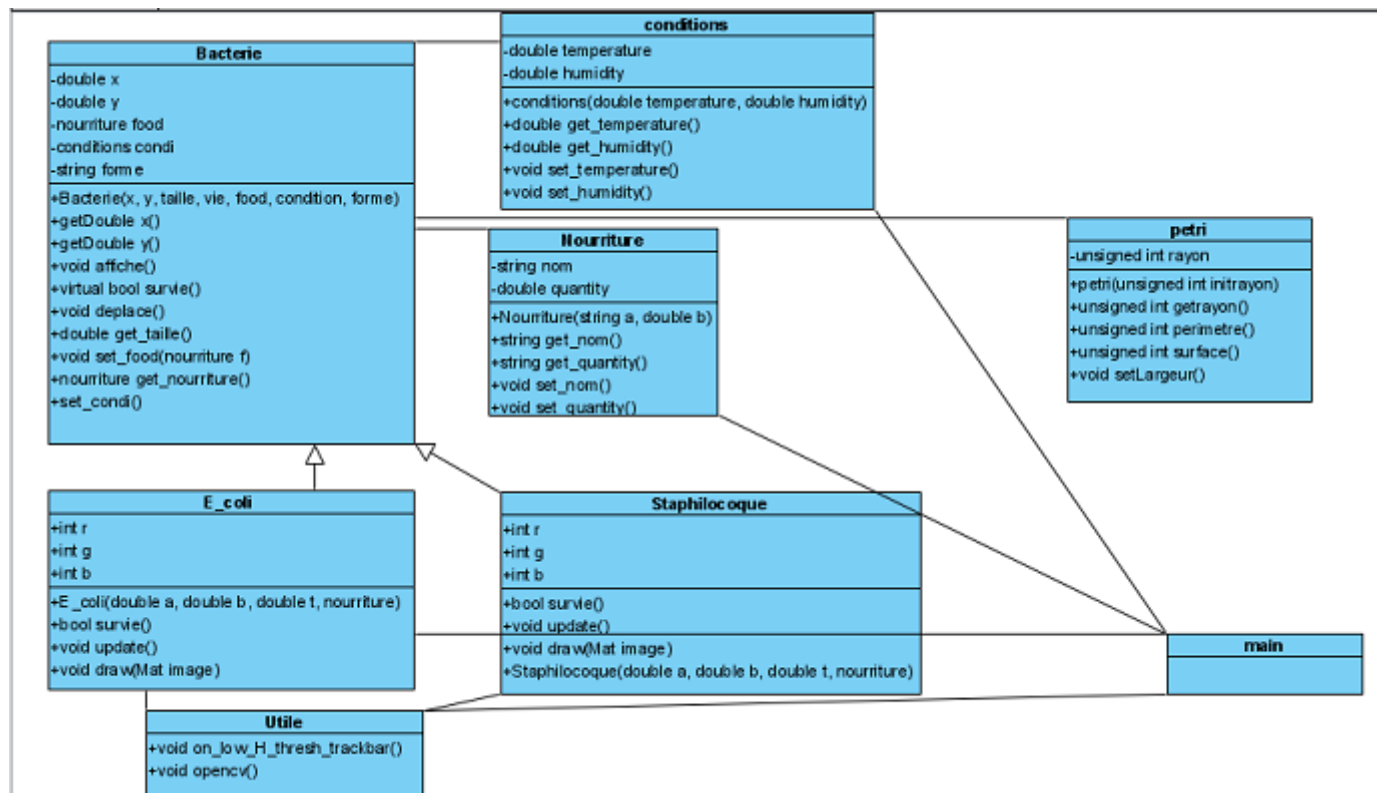 Bacterie
-double x
-double y
-nourriture food
-conditions condi
-string forme
+Bacterie(x, y, taille, vie, food, condition, forme)
+getDouble x()
+getDouble y()
+void affiche()
+virtual bool survie()
+void deplace()
+double get_taille()
+void set_food(nourriture f)
+nourriture get_nourriture()
+set_condi()
conditions
-double temperature
-double humidity
+conditions(double temperature, double humidity)
+double get_temperature()
+double get_humidity()
+void set_temperature()
+void set_humidity()
Nourriture
-string nom
-double quantity
+Nourriture(string a, double b)
+string get_nom()
+string get_quantity()
+void set_nom()
+void set_quantity()
petri
-unsigned int rayon
+petri(unsigned int initrayon)
+unsigned int getrayon()
+unsigned int perimetre()
+unsigned int surface()
+void setLargeur()
E_coli
+int r
+int g
+int b
+E_coli(double a, double b, double t, nourriture)
+bool survie()
+void update()
+void draw(Mat image)
Staphilocoque
+int r
+int g
+int b
+bool survie()
+void update()
+void draw(Mat image)
+Staphilocoque(double a, double b, double t, nourriture)
main
Utile
+void on_low_H_thresh_trackbar()
+void opencv()